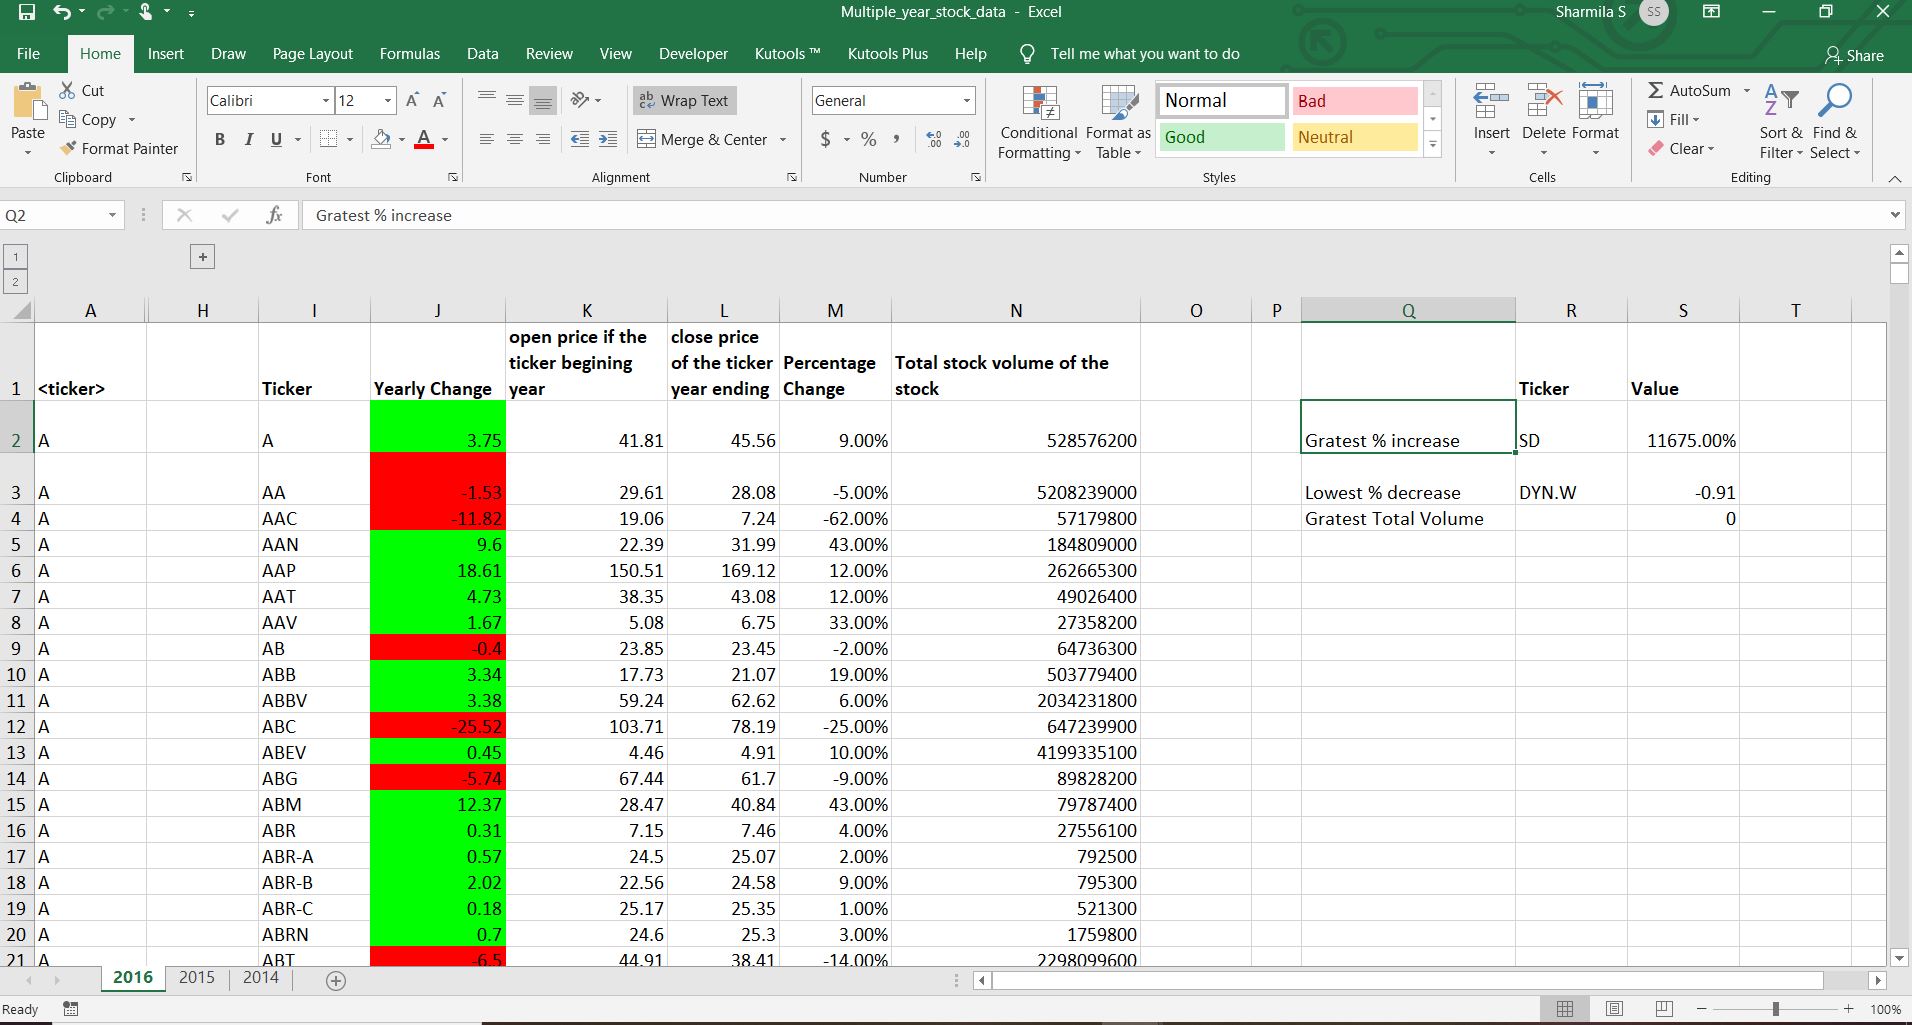 Multiple_year_stock_data - Excel
Sharmila S SS
File Home Insert Draw Page Layout Formulas Data Review View Developer Kutools ™ Kutools Plus Help Tell me what you want to do Share
Paste
Cut
Copy
Format Painter
Clipboard
Calibri 12
B I U
Font
ab Wrap Text
Merge & Center
Alignment
General
$ % ,
Number
Conditional Formatting
Format as Table
Normal Bad
Good Neutral
Styles
Insert Delete Format
Cells
AutoSum
Fill
Clear
Sort & Filter
Find & Select
Editing
Q2 fx Gratest % increase
1
2
+
A H I J K L M N O P Q R S T
1 <ticker> Ticker Yearly Change open price if the ticker begining year close price of the ticker year ending Percentage Change Total stock volume of the stock Ticker Value
2 A A 3.75 41.81 45.56 9.00% 528576200 Gratest % increase SD 11675.00%
3 A AA -1.53 29.61 28.08 -5.00% 5208239000 Lowest % decrease DYN.W -0.91
4 A AAC -11.82 19.06 7.24 -62.00% 57179800 Gratest Total Volume 0
5 A AAN 9.6 22.39 31.99 43.00% 184809000
6 A AAP 18.61 150.51 169.12 12.00% 262665300
7 A AAT 4.73 38.35 43.08 12.00% 49026400
8 A AAV 1.67 5.08 6.75 33.00% 27358200
9 A AB -0.4 23.85 23.45 -2.00% 64736300
10 A ABB 3.34 17.73 21.07 19.00% 503779400
11 A ABBV 3.38 59.24 62.62 6.00% 2034231800
12 A ABC -25.52 103.71 78.19 -25.00% 647239900
13 A ABEV 0.45 4.46 4.91 10.00% 4199335100
14 A ABG -5.74 67.44 61.7 -9.00% 89828200
15 A ABM 12.37 28.47 40.84 43.00% 79787400
16 A ABR 0.31 7.15 7.46 4.00% 27556100
17 A ABR-A 0.57 24.5 25.07 2.00% 792500
18 A ABR-B 2.02 22.56 24.58 9.00% 795300
19 A ABR-C 0.18 25.17 25.35 1.00% 521300
20 A ABRN 0.7 24.6 25.3 3.00% 1759800
21 A ABT -6.5 44.91 38.41 -14.00% 2298099600
2016 2015 2014
Ready 100%